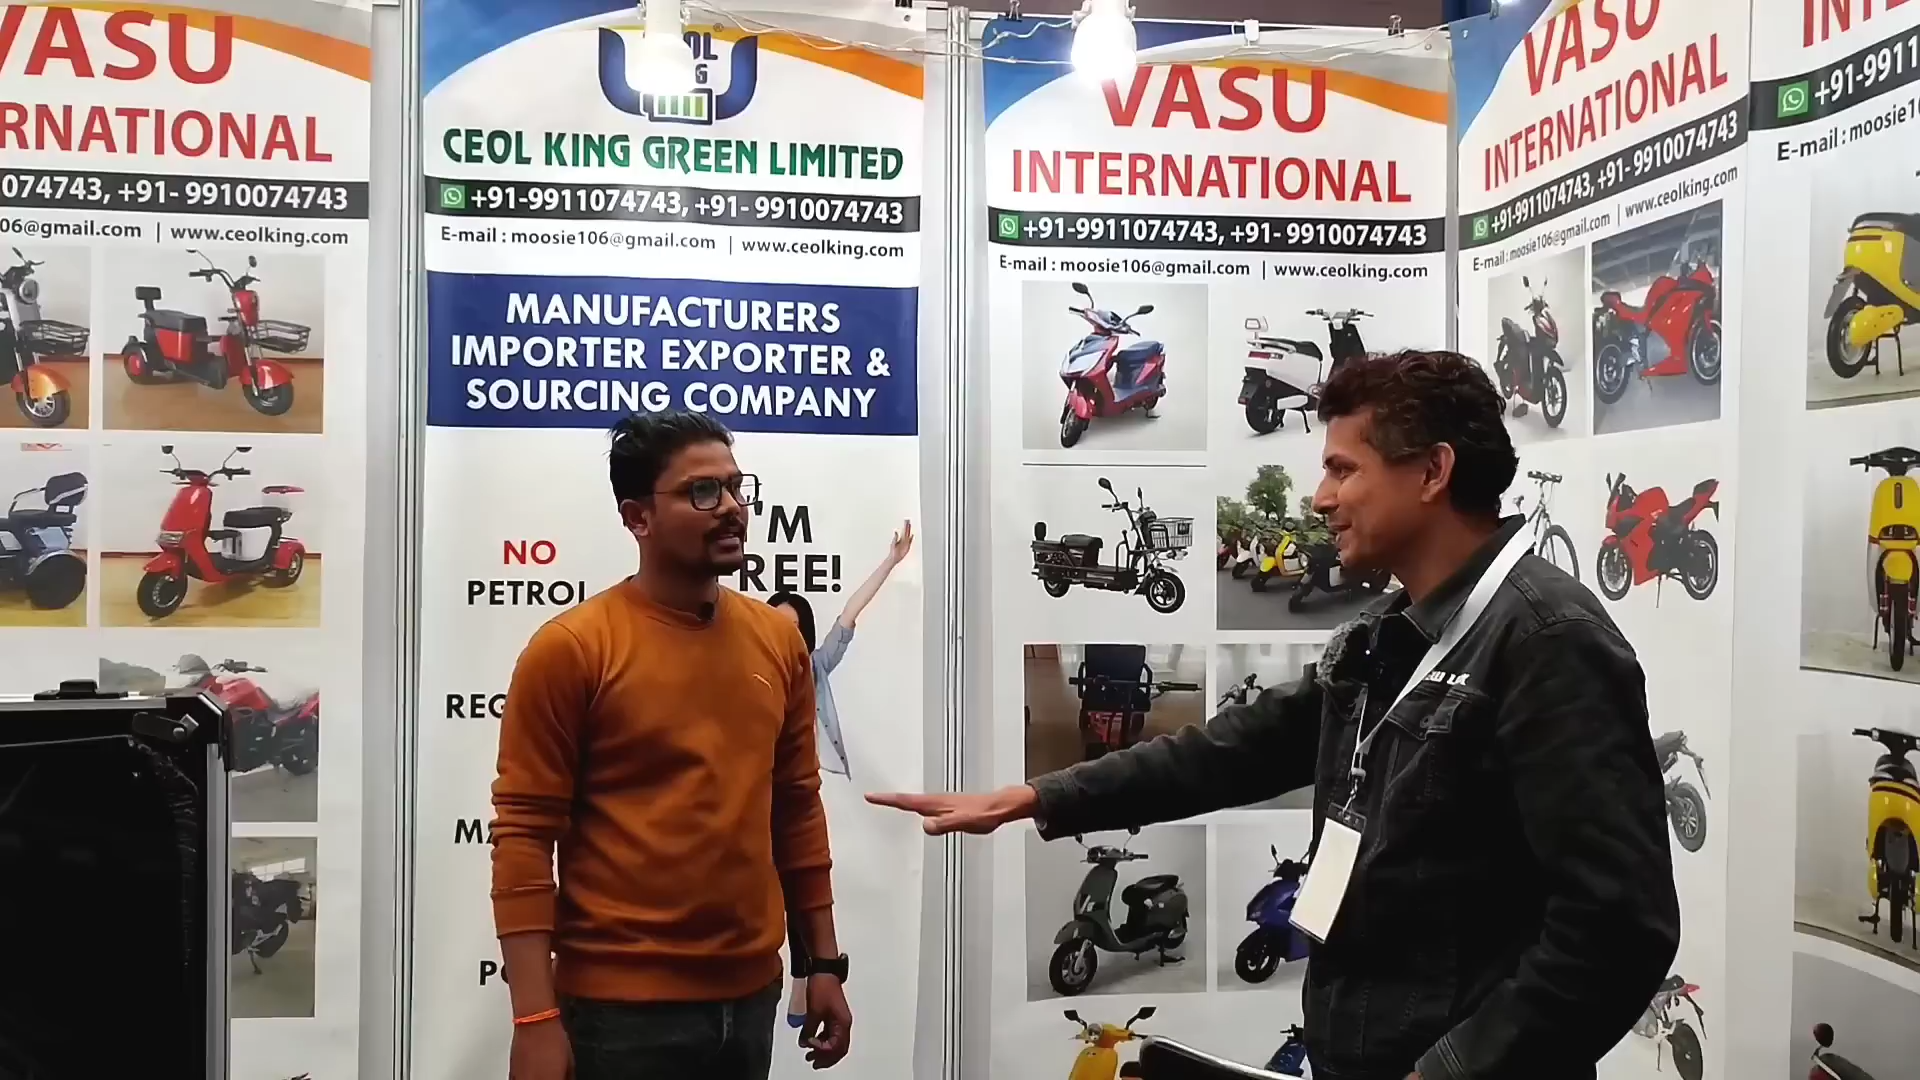 VASU
RNATIONAL
074743, +91- 9910074743
06@gmail.com | www.ceolking.com
CEOL KING GREEN LIMITED
+91-9911074743, +91- 9910074743
E-mail : moosie106@gmail.com | www.ceolking.com
MANUFACTURERS
IMPORTER EXPORTER &
SOURCING COMPANY
NO
PETROL
I'M
REE!
REG
MA
VASU
INTERNATIONAL
+91-9911074743, +91- 9910074743
E-mail : moosie106@gmail.com | www.ceolking.com
VASU
INTERNATIONAL
+91-9911074743, +91- 9910074743
E-mail : moosie106@gmail.com | www.ceolking.com
INTE
+91-9911
E-mail : moosie1